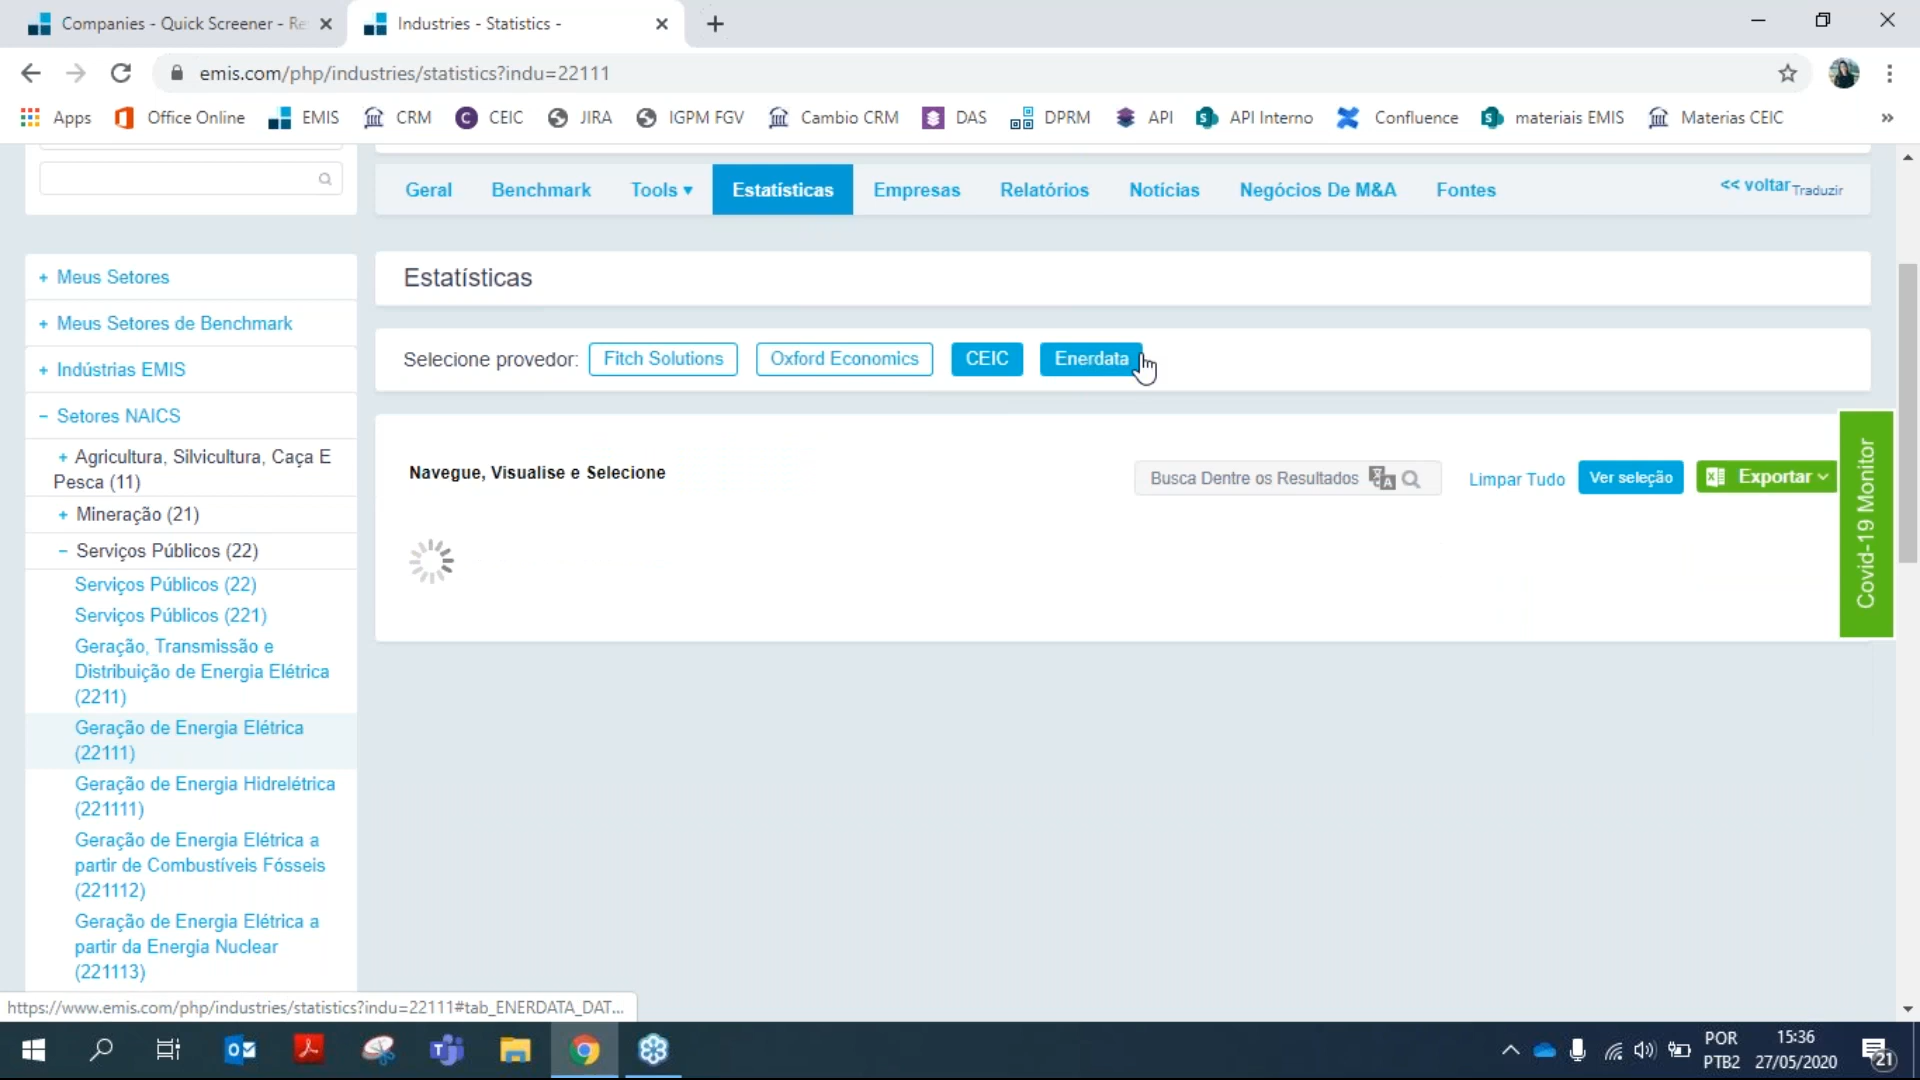 Companies - Quick Screener - Re
Industries - Statistics -
emis.com/php/industries/statistics?indu=22111
Apps
Office Online
EMIS
CRM
CEIC
JIRA
IGPM FGV
Cambio CRM
DAS
DPRM
API
API Interno
Confluence
materiais EMIS
Materias CEIC
»
Geral
Benchmark
Tools ▾
Estatísticas
Empresas
Relatórios
Notícias
Negócios De M&A
Fontes
<< voltar
Traduzir
+ Meus Setores
+ Meus Setores de Benchmark
+ Indústrias EMIS
- Setores NAICS
+ Agricultura, Silvicultura, Caça E
Pesca (11)
+ Mineração (21)
- Serviços Públicos (22)
Serviços Públicos (22)
Serviços Públicos (221)
Geração, Transmissão e
Distribuição de Energia Elétrica
(2211)
Geração de Energia Elétrica
(22111)
Geração de Energia Hidrelétrica
(221111)
Geração de Energia Elétrica a
partir de Combustíveis Fósseis
(221112)
Geração de Energia Elétrica a
partir da Energia Nuclear
(221113)
Estatísticas
Selecione provedor:
Fitch Solutions
Oxford Economics
CEIC
Enerdata
Navegue, Visualise e Selecione
Busca Dentre os Resultados
Limpar Tudo
Ver seleção
Exportar
Covid-19 Monitor
https://www.emis.com/php/industries/statistics?indu=22111#tab_ENERDATA_DAT...
POR
PTB2
15:36
27/05/2020
21